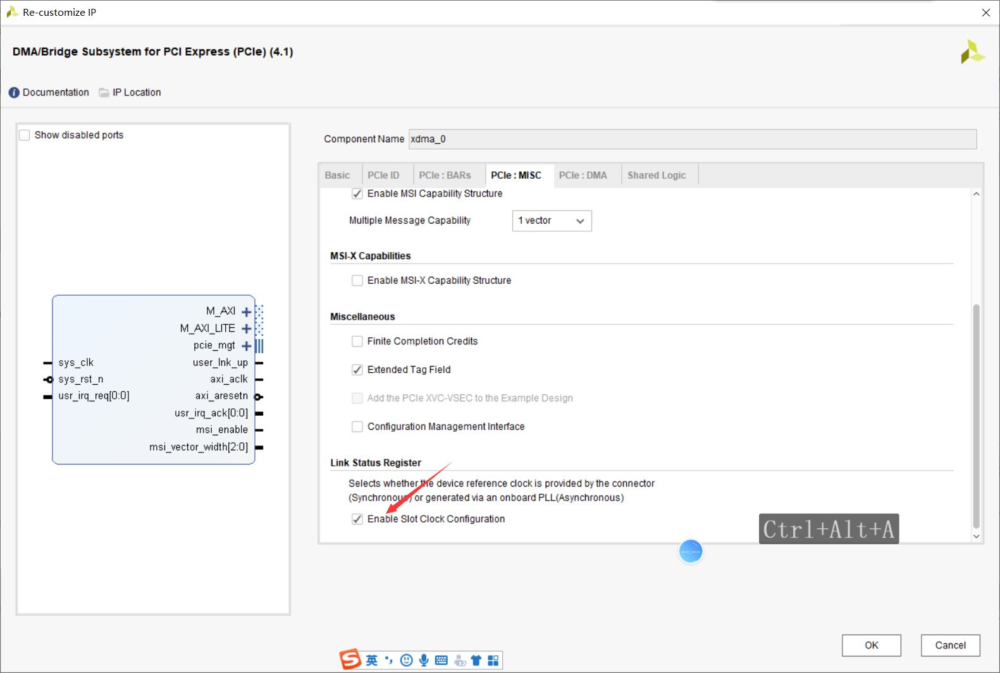 Re-customize IP
DMA/Bridge Subsystem for PCI Express (PCIe) (4.1)
Documentation
IP Location
Show disabled ports
Component Name xdma_0
Basic
PCIe ID
PCIe : BARs
PCIe : MISC
PCIe : DMA
Shared Logic
Enable MSI Capability Structure
Multiple Message Capability 1 vector
MSI-X Capabilities
Enable MSI-X Capability Structure
Miscellaneous
Finite Completion Credits
Extended Tag Field
Add the PCIe XVC-VSEC to the Example Design
Configuration Management Interface
Link Status Register
Selects whether the device reference clock is provided by the connector
(Synchronous) or generated via an onboard PLL(Asynchronous)
Enable Slot Clock Configuration
M_AXI
M_AXI_LITE
pcie_mgt
sys_clk
user_lnk_up
sys_rst_n
axi_aclk
usr_irq_req[0:0]
axi_aresetn
usr_irq_ack[0:0]
msi_enable
msi_vector_width[2:0]
Ctrl+Alt+A
OK
Cancel
英